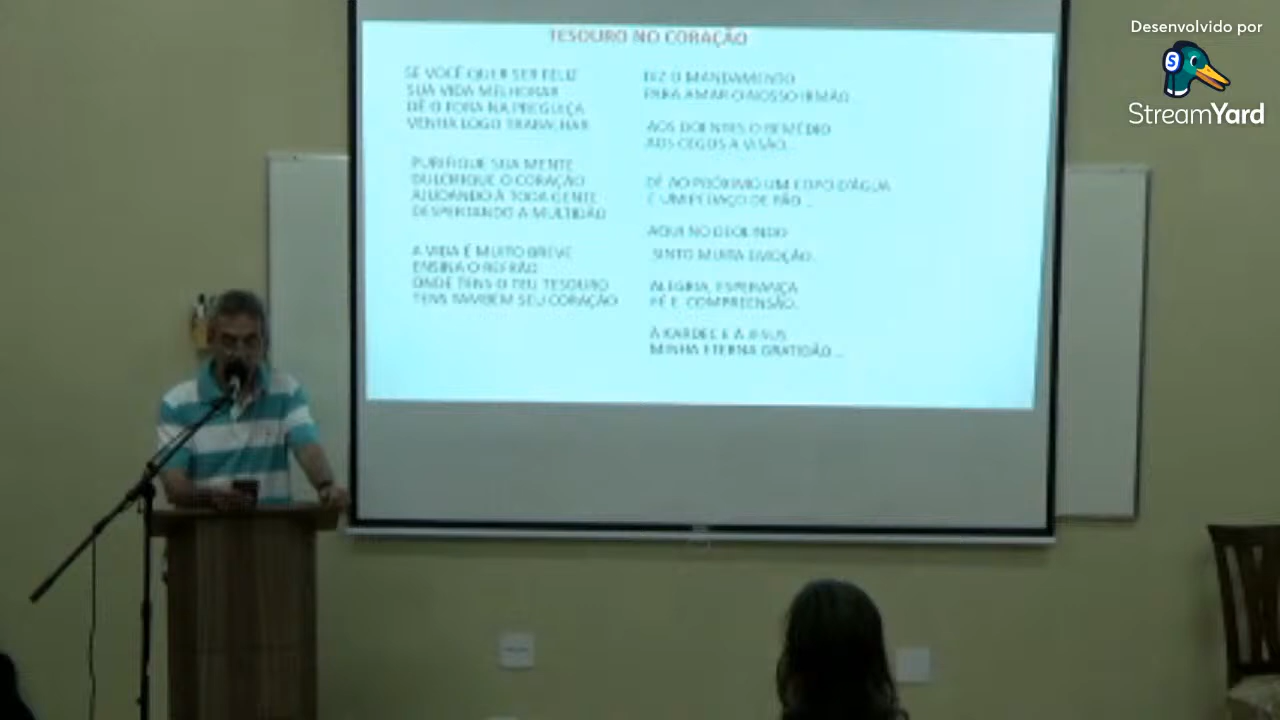 Desenvolvido por
StreamYard
TESOURO NO CORAÇÃO
SE VOCÊ QUER SER FELIZ
SUA VIDA MELHORAR
DÊ O FORA NA PREGUIÇA
VENHA LOGO TRABALHAR
PURIFIQUE SUA MENTE
DULCIFIQUE O CORAÇÃO
AJUDANDO À TODA GENTE
DESPERTANDO A MULTIDÃO
A VIDA É MUITO BREVE
ENSINA O REFRÃO
ONDE TENS O TEU TESOURO
TENS TAMBÉM SEU CORAÇÃO
DIZ O MANDAMENTO
PARA AMAR O NOSSO IRMÃO
AOS DOENTES O REMÉDIO
AOS CEGOS A VISÃO...
DÊ AO PRÓXIMO UM COPO D'ÁGUA
E UM PEDAÇO DE PÃO ...
AQUI NO DEOLINDO
SINTO MUITA EMOÇÃO...
ALEGRIA, ESPERANÇA
FÉ E COMPREENSÃO...
À KARDEC E À JESUS
MINHA ETERNA GRATIDÃO ...